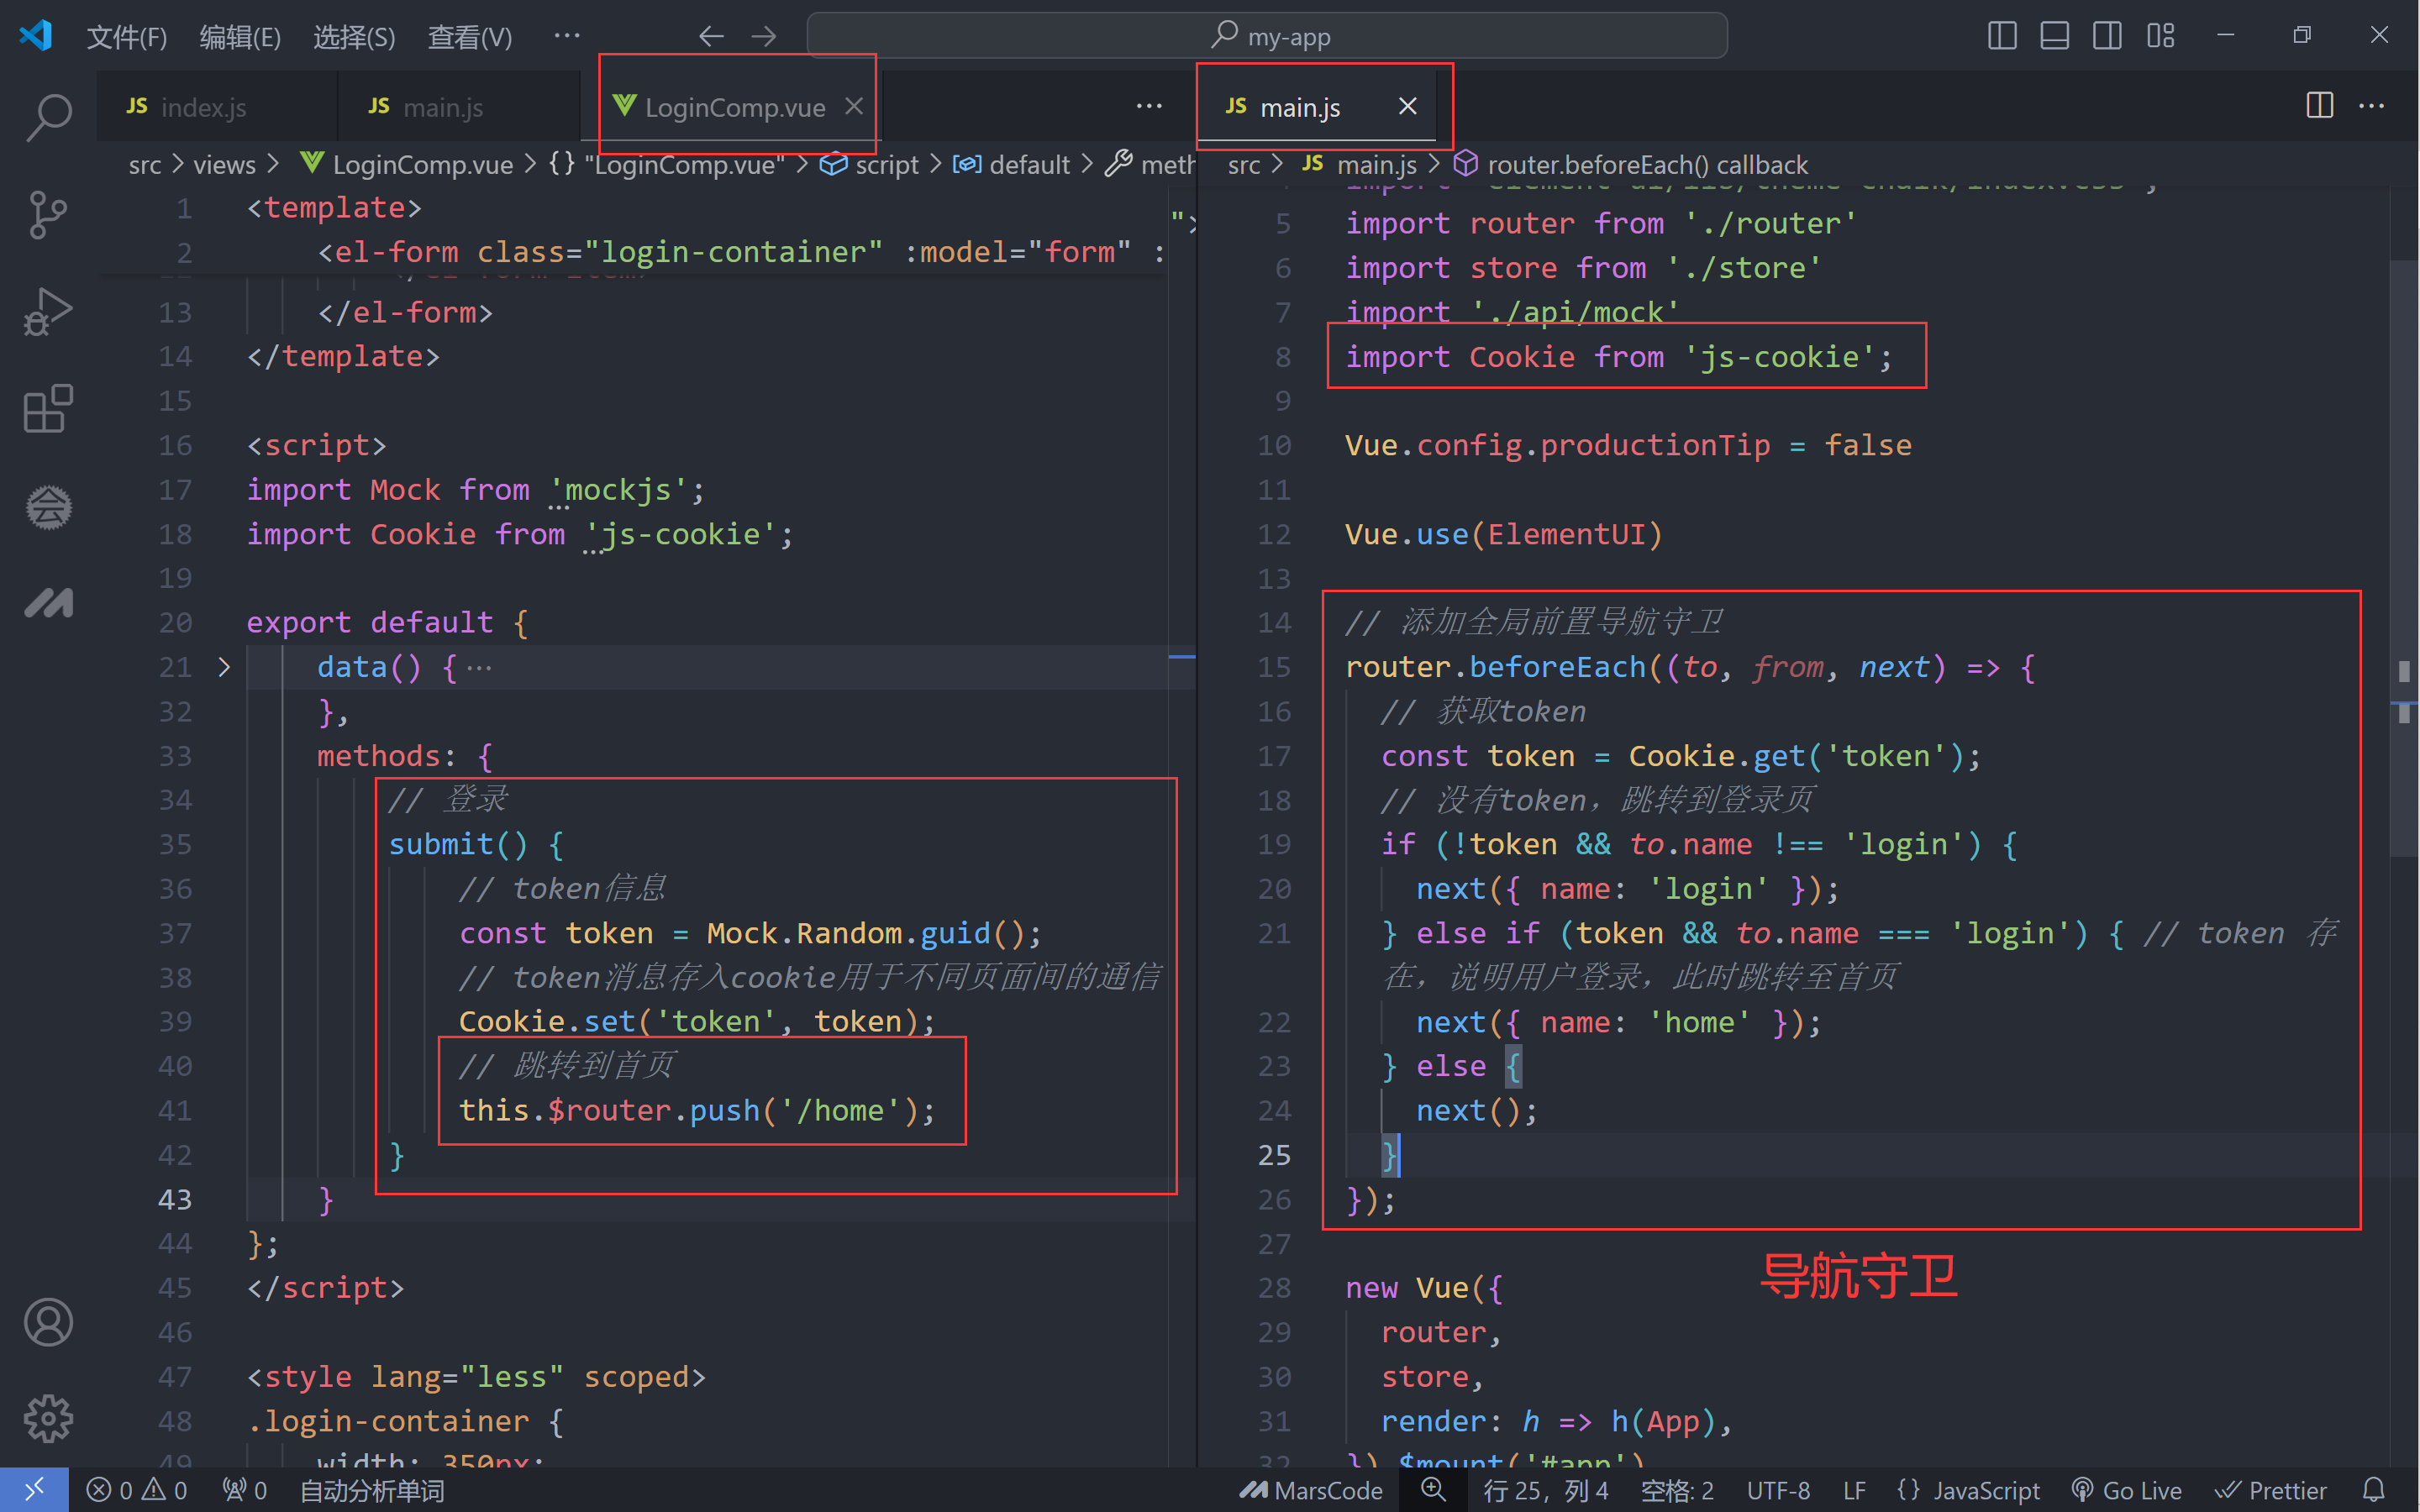 文件(F) 编辑(E) 选择(S) 查看(V) ··· my-app
JS index.js JS main.js LoginComp.vue ···
src > views > LoginComp.vue > {} "LoginComp.vue" > script > default > meth
1 <template>
2 <el-form class="login-container" :model="form" :
">
13 </el-form>
14 </template>
15
16 <script>
17 import Mock from 'mockjs';
18 import Cookie from 'js-cookie';
19
20 export default {
21 data() { ···
32 },
33 methods: {
34 // 登录
35 submit() {
36 // token信息
37 const token = Mock.Random.guid();
38 // token消息存入cookie用于不同页面间的通信
39 Cookie.set('token', token);
40 // 跳转到首页
41 this.$router.push('/home');
42 }
43 }
44 };
45 </script>
46
47 <style lang="less" scoped>
48 .login-container {
49 width: 350px;
JS main.js ···
src > JS main.js > router.beforeEach() callback
5 import router from './router'
6 import store from './store'
7 import './api/mock'
8 import Cookie from 'js-cookie';
9
10 Vue.config.productionTip = false
11
12 Vue.use(ElementUI)
13
14 // 添加全局前置导航守卫
15 router.beforeEach((to, from, next) => {
16 // 获取token
17 const token = Cookie.get('token');
18 // 没有token，跳转到登录页
19 if (!token && to.name !== 'login') {
20 next({ name: 'login' });
21 } else if (token && to.name === 'login') { // token 存
在，说明用户登录，此时跳转至首页
22 next({ name: 'home' });
23 } else {
24 next();
25 }
26 });
27
导航守卫
28 new Vue({
29 router,
30 store,
31 render: h => h(App),
32 }).$mount('#app')
0 0 0 自动分析单词 MarsCode 行 25，列 4 空格: 2 UTF-8 LF {} JavaScript Go Live Prettier